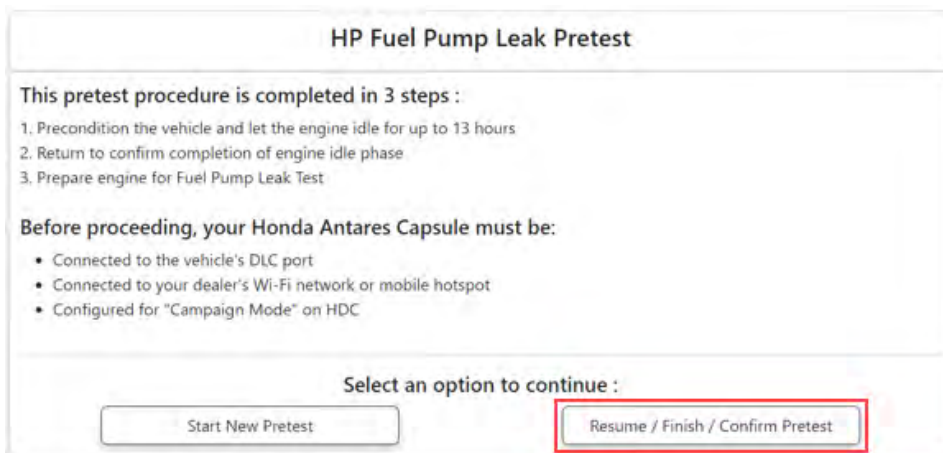 HP Fuel Pump Leak Pretest
This pretest procedure is completed in 3 steps :
1. Precondition the vehicle and let the engine idle for up to 13 hours
2. Return to confirm completion of engine idle phase
3. Prepare engine for Fuel Pump Leak Test
Before proceeding, your Honda Antares Capsule must be:
• Connected to the vehicle's DLC port
• Connected to your dealer's Wi-Fi network or mobile hotspot
• Configured for "Campaign Mode" on HDC
Select an option to continue :
Start New Pretest
Resume / Finish / Confirm Pretest